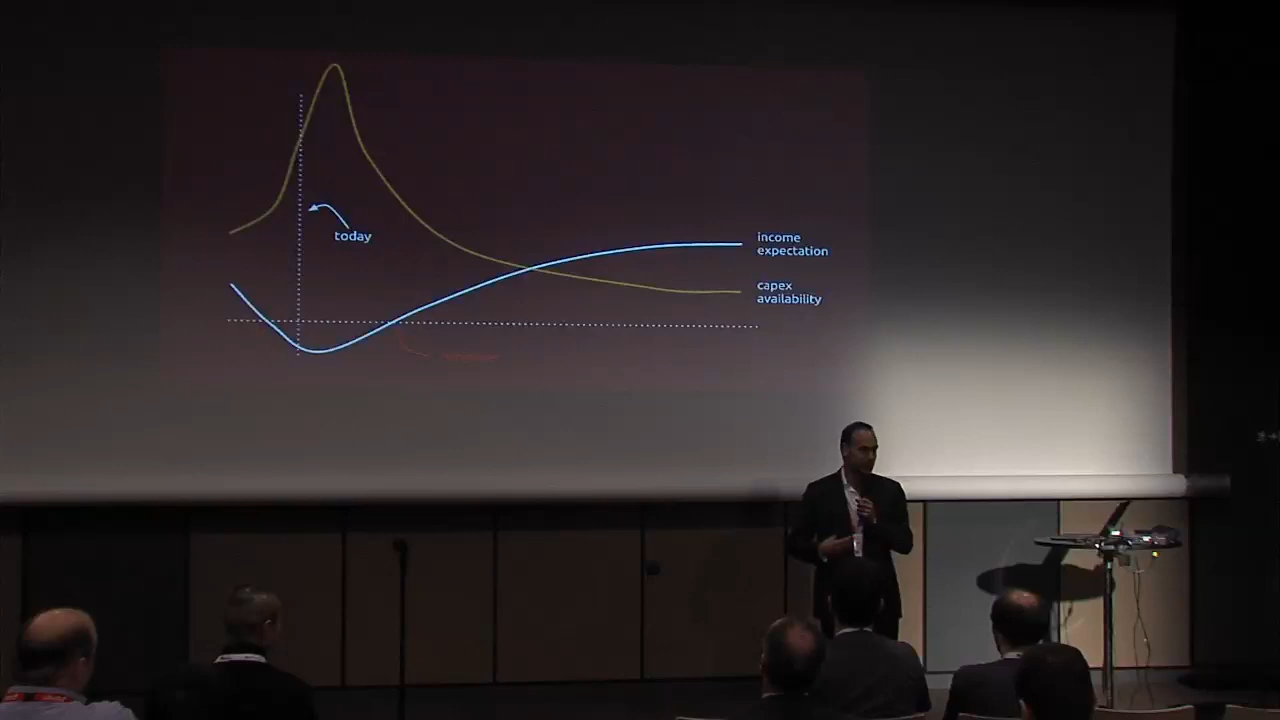 today
income
expectation
capex
availability